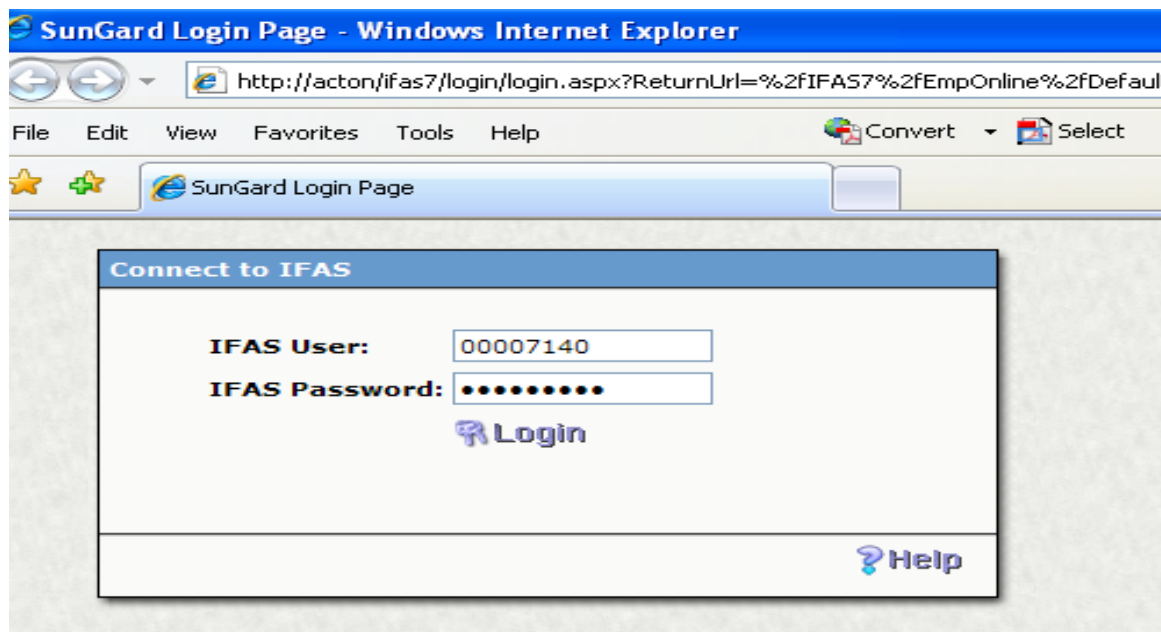 SunGard Login Page - Windows Internet Explorer
http://acton/ifas7/login/login.aspx?ReturnUrl=%2fIFAS7%2fEmpOnline%2fDefaul
File Edit View Favorites Tools Help Convert Select
SunGard Login Page
Connect to IFAS
IFAS User: 00007140
IFAS Password: •••••••••
Login
Help